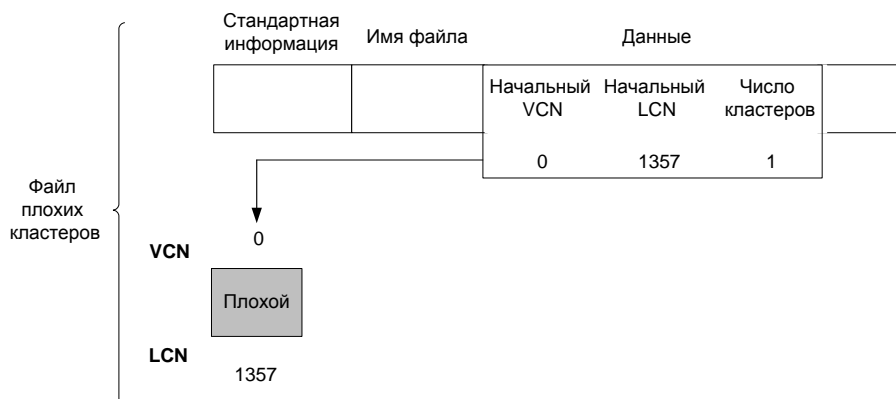 Стандартная
информация
Имя файла
Данные
Начальный
VCN
Начальный
LCN
Число
кластеров
0
1357
1
Файл
плохих
кластеров
VCN
0
Плохой
LCN
1357